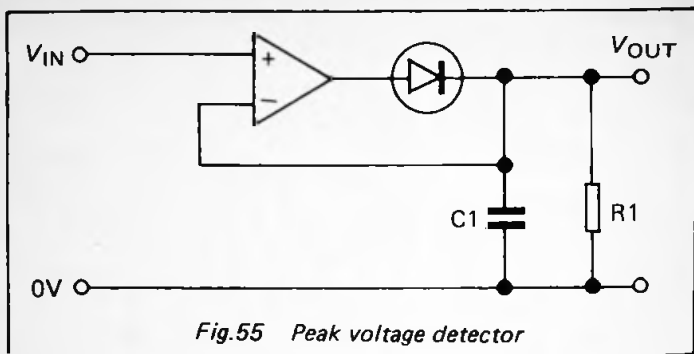 VIN
VOUT
+
−
C1
R1
0V
Fig.55 Peak voltage detector